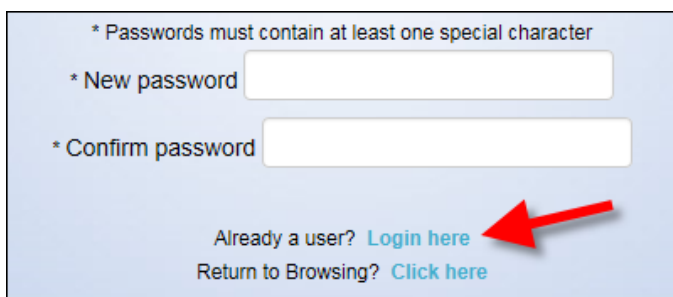 * Passwords must contain at least one special character
* New password
* Confirm password
Already a user? Login here
Return to Browsing? Click here